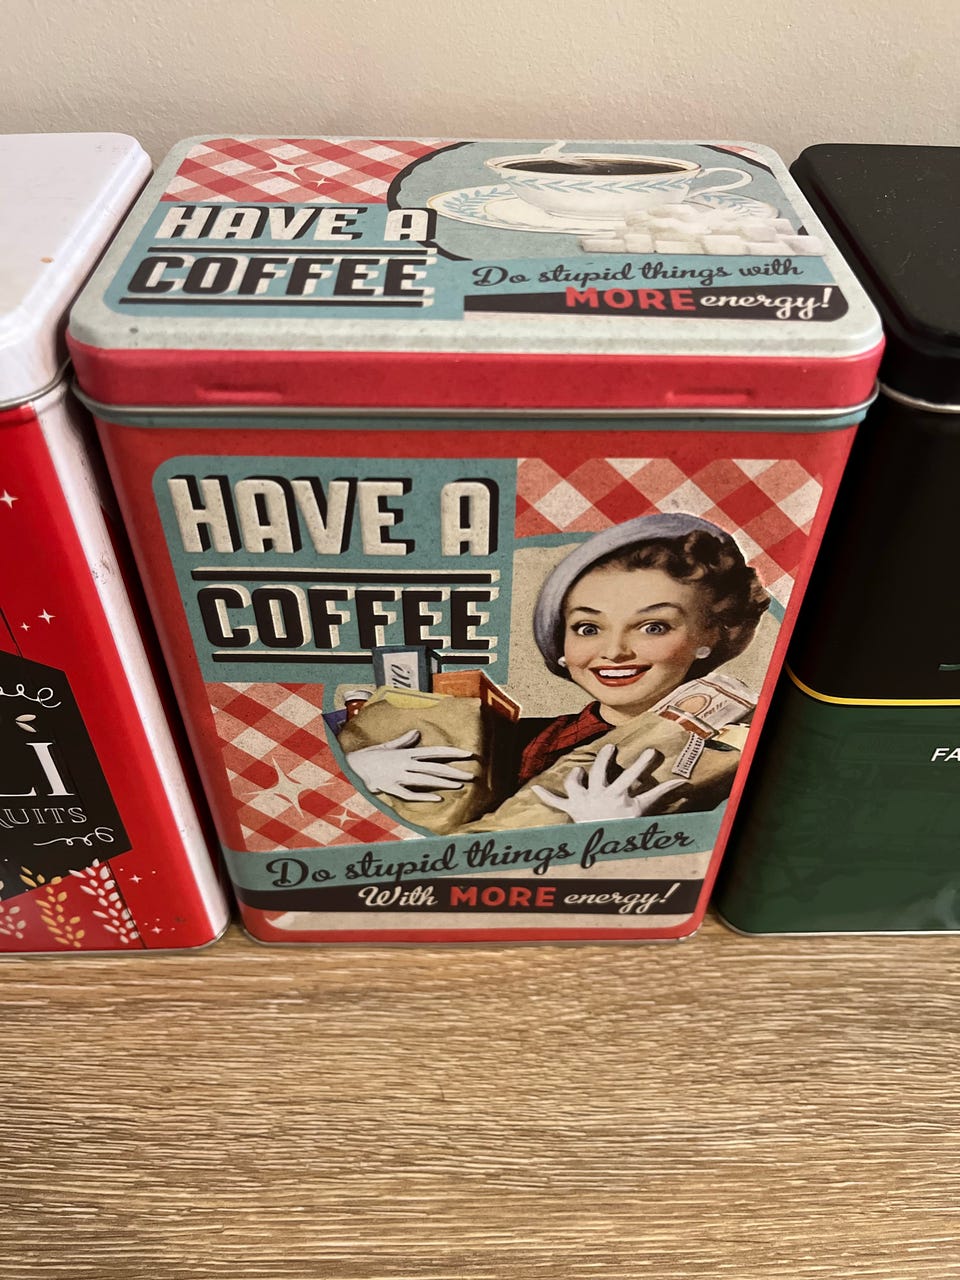 HAVE A
COFFEE
Do stupid things with
MORE energy!
HAVE A
COFFEE
Do stupid things faster
With MORE energy!